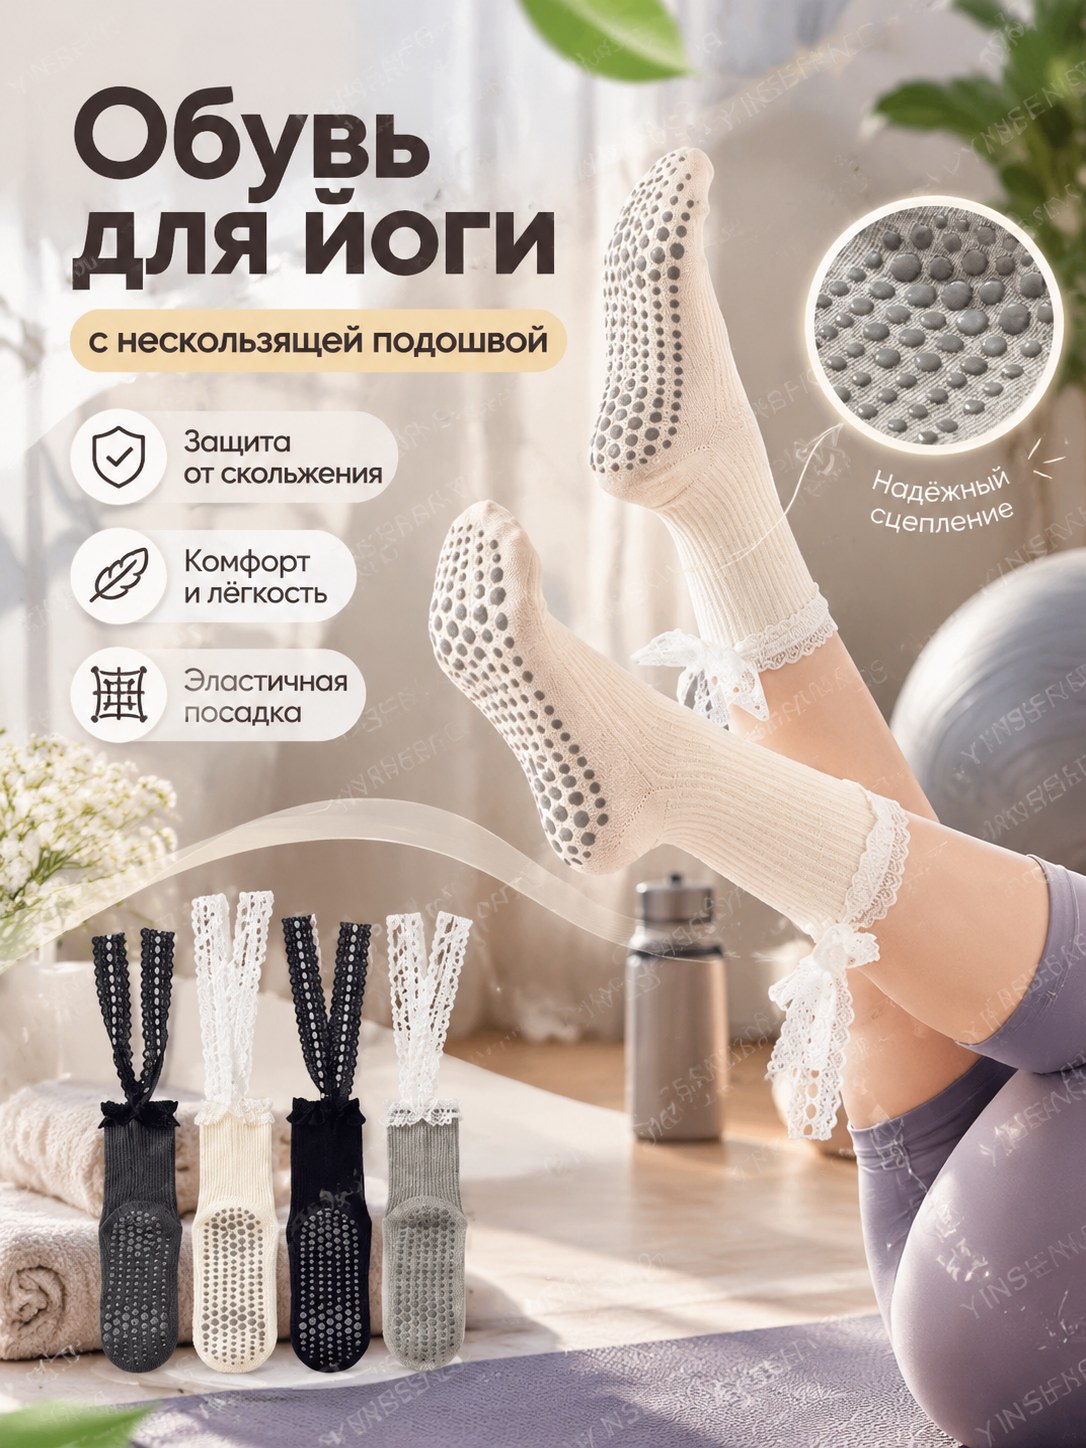 Обувь
для йоги
с нескользящей подошвой
Защита
от скольжения
Комфорт
и лёгкость
Эластичная
посадка
Надёжный
сцепление